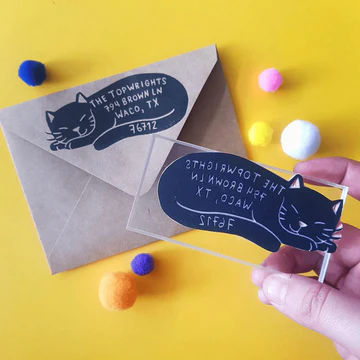 THE TOPWRIGHTS
794 BROWN LN
WACO, TX
76712
THE TOPWRIGHTS
794 BROWN LN
WACO, TX
76712